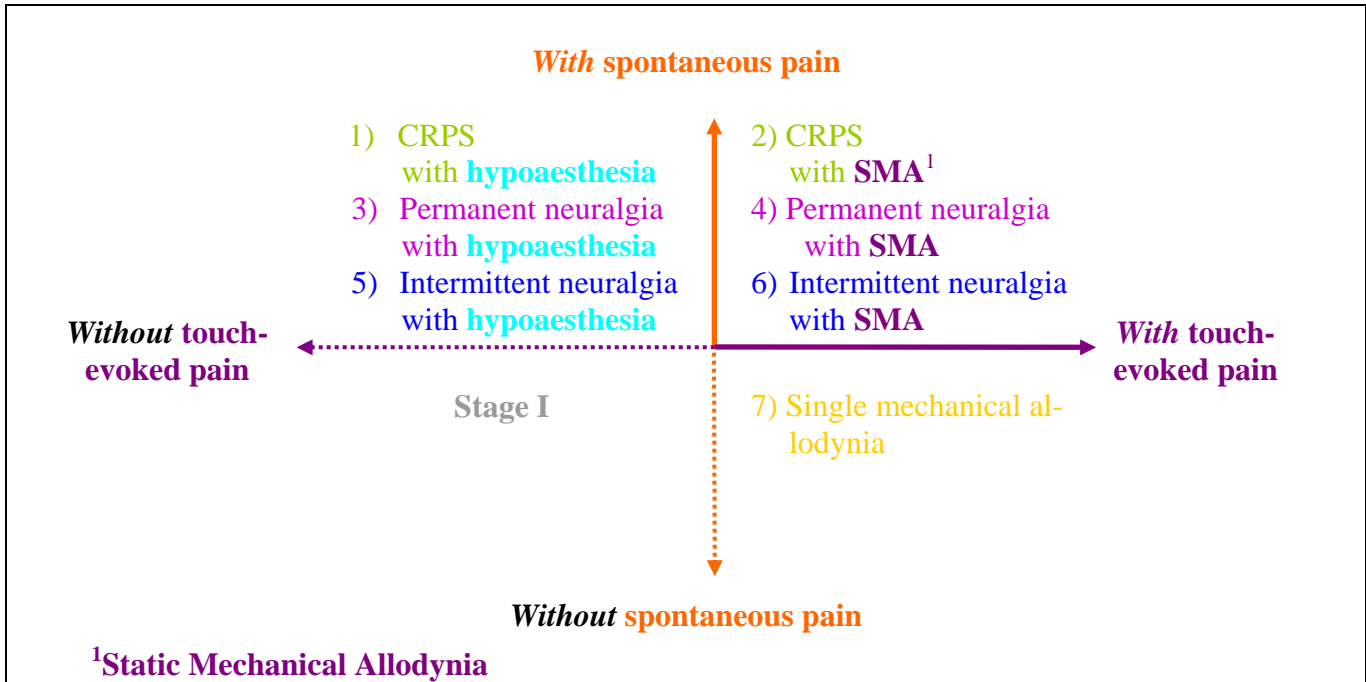 With spontaneous pain
1) CRPS
with hypoaesthesia
3) Permanent neuralgia
with hypoaesthesia
5) Intermittent neuralgia
with hypoaesthesia
2) CRPS
with SMA¹
4) Permanent neuralgia
with SMA
6) Intermittent neuralgia
with SMA
Without touch-
evoked pain
With touch-
evoked pain
Stage I
7) Single mechanical al-
lodynia
Without spontaneous pain
¹Static Mechanical Allodynia